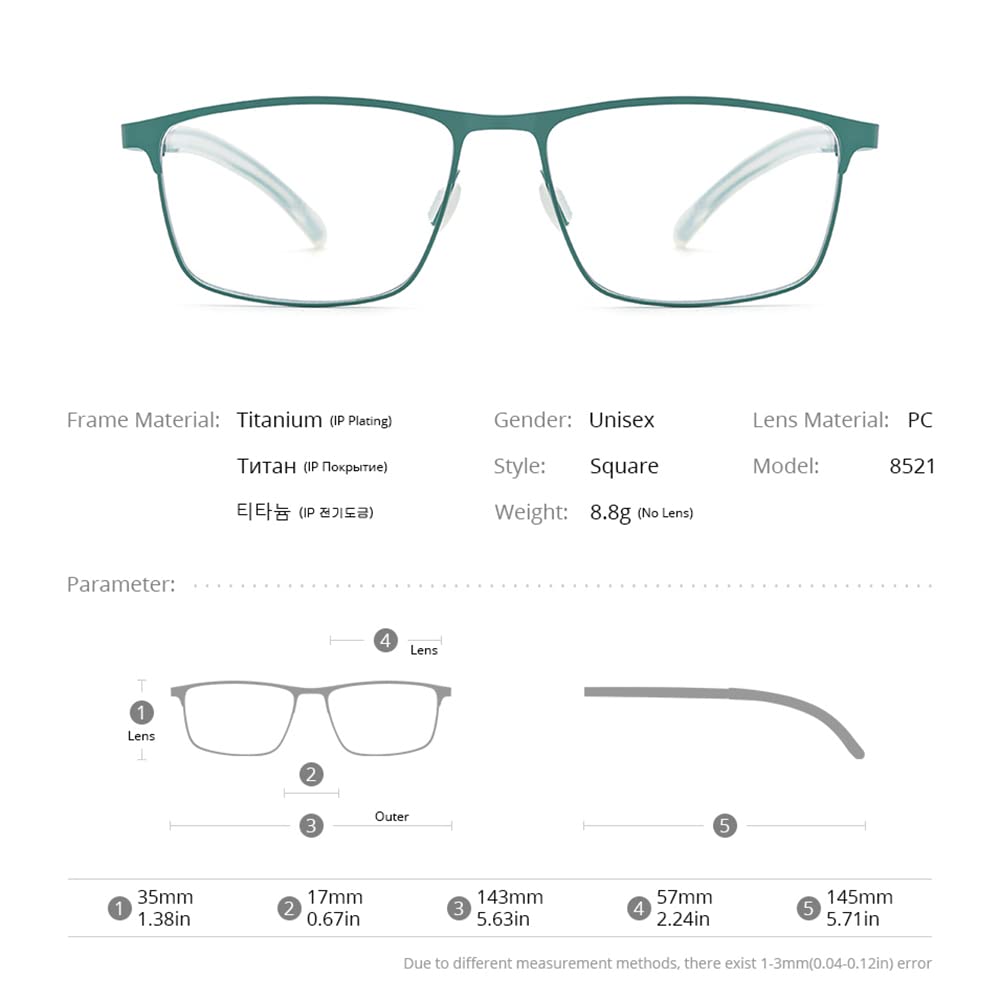 Frame Material: Titanium (IP Plating) Gender: Unisex Lens Material: PC
Титан (IP Покрытие) Style: Square Model: 8521
티타늄 (IP 전기도금) Weight: 8.8g (No Lens)
Parameter:
4 Lens
1
Lens
2
Outer
3 5
1 35mm 2 17mm 3 143mm 4 57mm 5 145mm
1.38in 0.67in 5.63in 2.24in 5.71in
Due to different measurement methods, there exist 1-3mm(0.04-0.12in) error